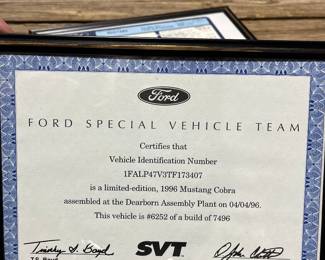 Ford
FORD SPECIAL VEHICLE TEAM
Certifies that
Vehicle Identification Number
1FALP47V3TF173407
is a limited-edition, 1996 Mustang Cobra
assembled at the Dearborn Assembly Plant on 04/04/96.
This vehicle is #6252 of a build of 7496
SVT